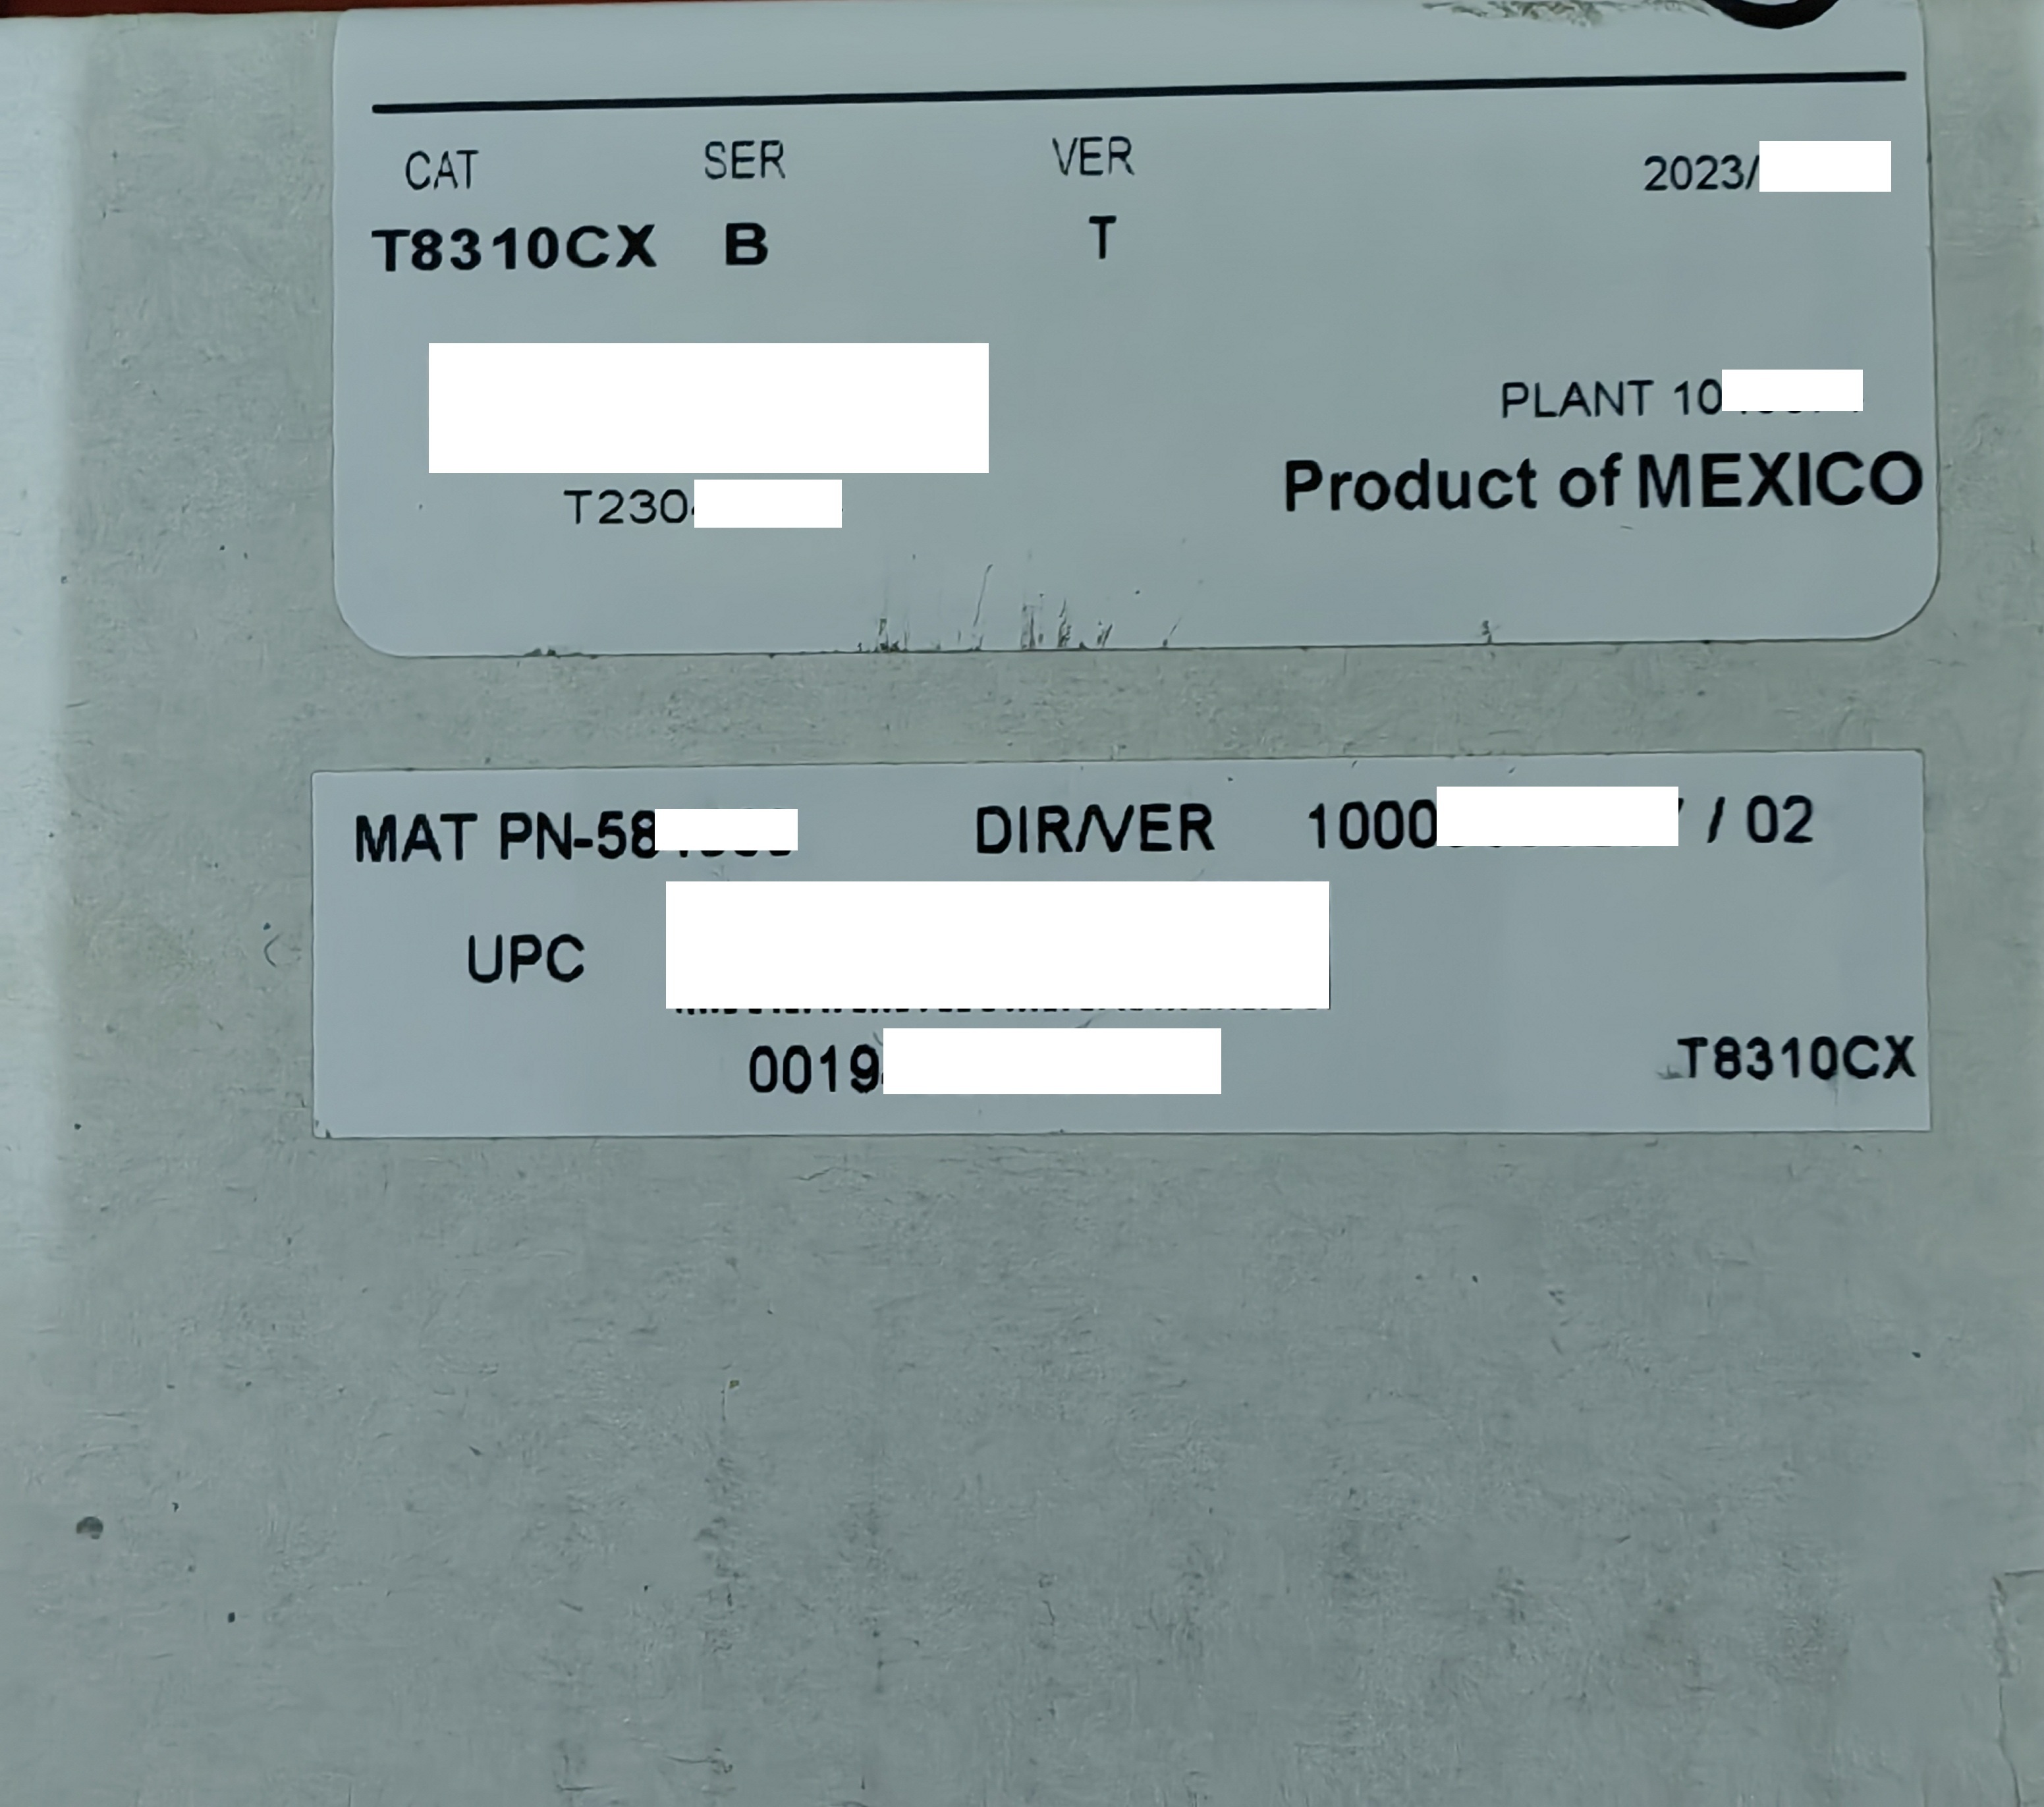 CAT SER VER 2023/
T8310CX B T
PLANT 10
Product of MEXICO
T230
MAT PN-58 DIR/VER 1000 / 02
UPC
0019
T8310CX